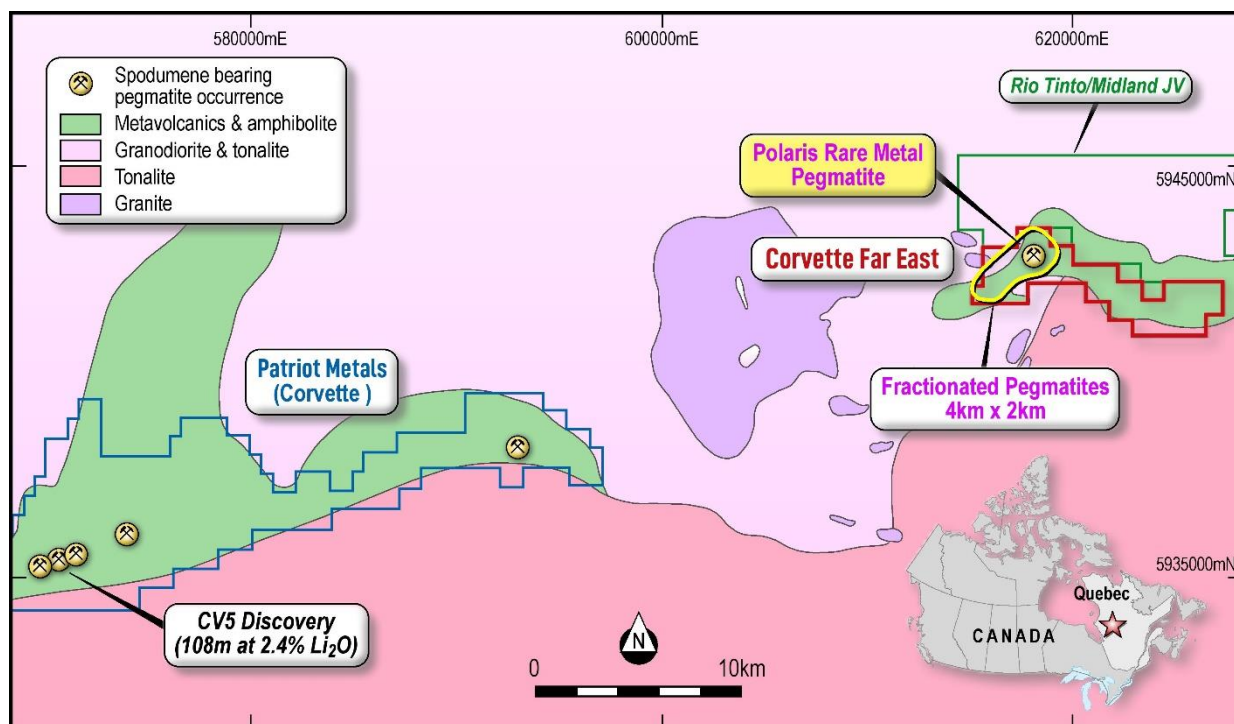 580000mE
600000mE
620000mE
Spodumene bearing
pegmatite occurrence
Metavolcanics & amphibolite
Granodiorite & tonalite
Tonalite
Granite
Rio Tinto/Midland JV
Polaris Rare Metal
Pegmatite
5945000mN
Corvette Far East
Patriot Metals
(Corvette )
Fractionated Pegmatites
4km x 2km
5935000mN
CV5 Discovery
(108m at 2.4% Li₂O)
N
0
10km
Quebec
CANADA